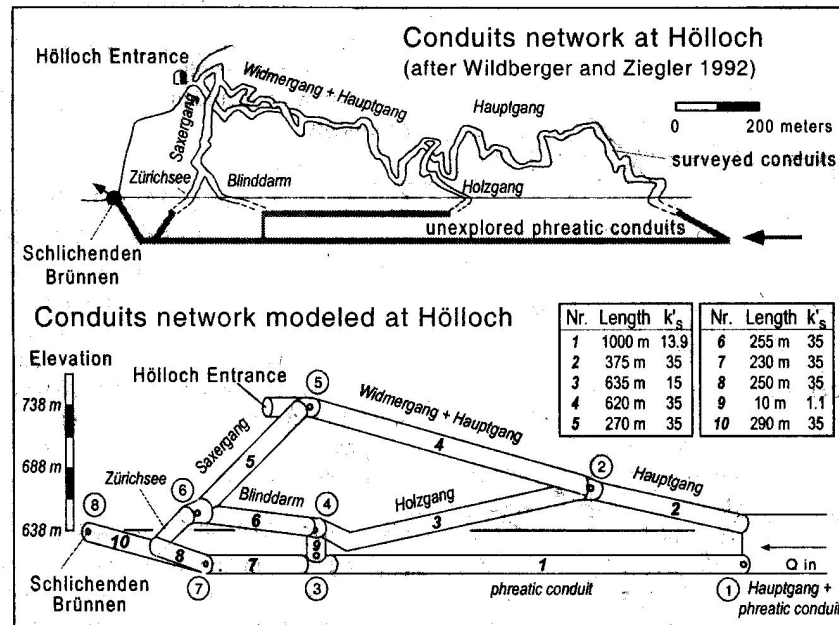 Conduits network at Hölloch
(after Wildberger and Ziegler 1992)
Hölloch Entrance
Widmergang + Hauptgang
Hauptgang
0 200 meters
surveyed conduits
Saxergang
Zürichsee
Blinddarm
Holzgang
unexplored phreatic conduits
Schlichenden
Brünnen
Conduits network modeled at Hölloch
Nr. Length k's
1 1000 m 13.9
2 375 m 35
3 635 m 15
4 620 m 35
5 270 m 35
Nr. Length k's
6 255 m 35
7 230 m 35
8 250 m 35
9 10 m 1.1
10 290 m 35
Elevation
738 m
688 m
638 m
Hölloch Entrance
5
Widmergang + Hauptgang
4
Saxergang
5
2
Hauptgang
2
Zürichsee
6
Blinddarm
6
4
Holzgang
3
8
10
8
9
7
1
Q in
Schlichenden
Brünnen
7
3
phreatic conduit
1
Hauptgang +
phreatic conduit